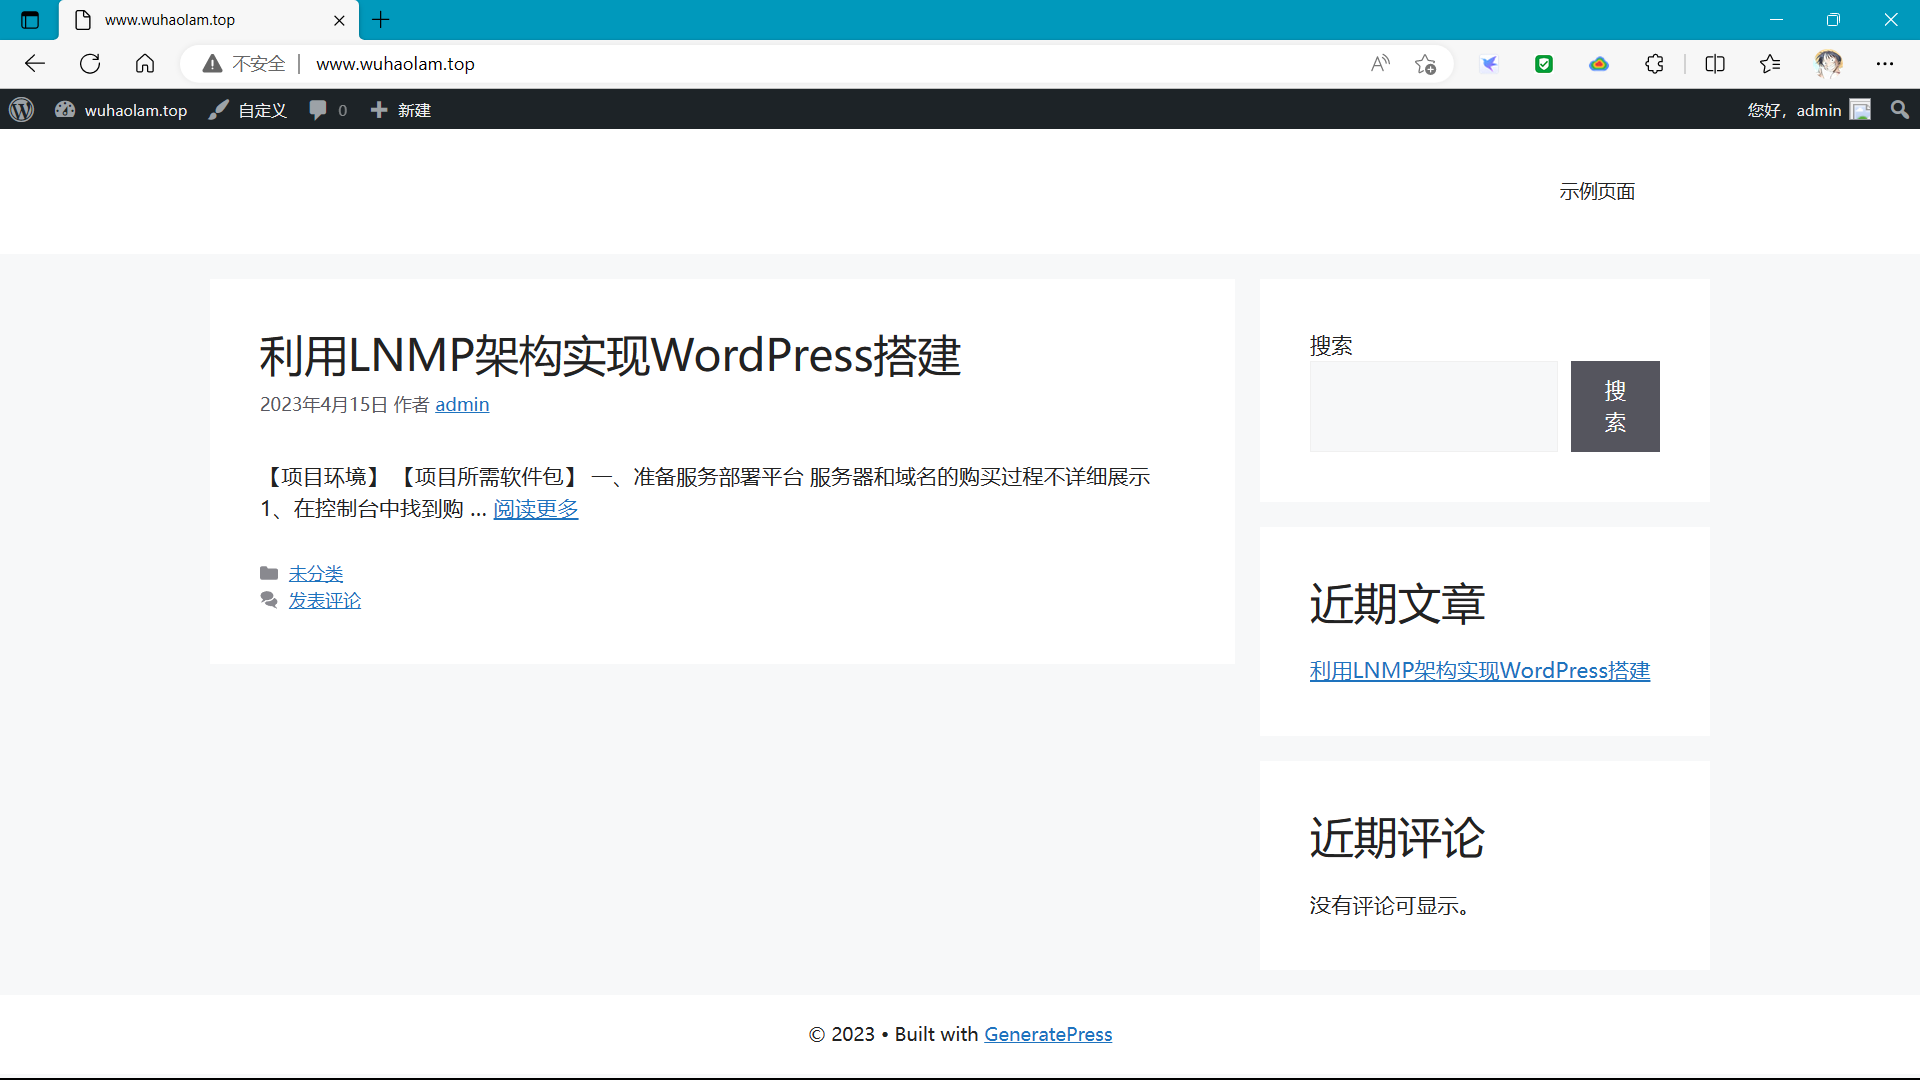 www.wuhaolam.top
不安全 | www.wuhaolam.top
wuhaolam.top 自定义 0 新建 您好，admin
示例页面
利用LNMP架构实现WordPress搭建
2023年4月15日 作者 admin
【项目环境】 【项目所需软件包】 一、准备服务部署平台 服务器和域名的购买过程不详细展示
1、在控制台中找到购 … 阅读更多
未分类
发表评论
搜索
搜
索
近期文章
利用LNMP架构实现WordPress搭建
近期评论
没有评论可显示。
© 2023 • Built with GeneratePress